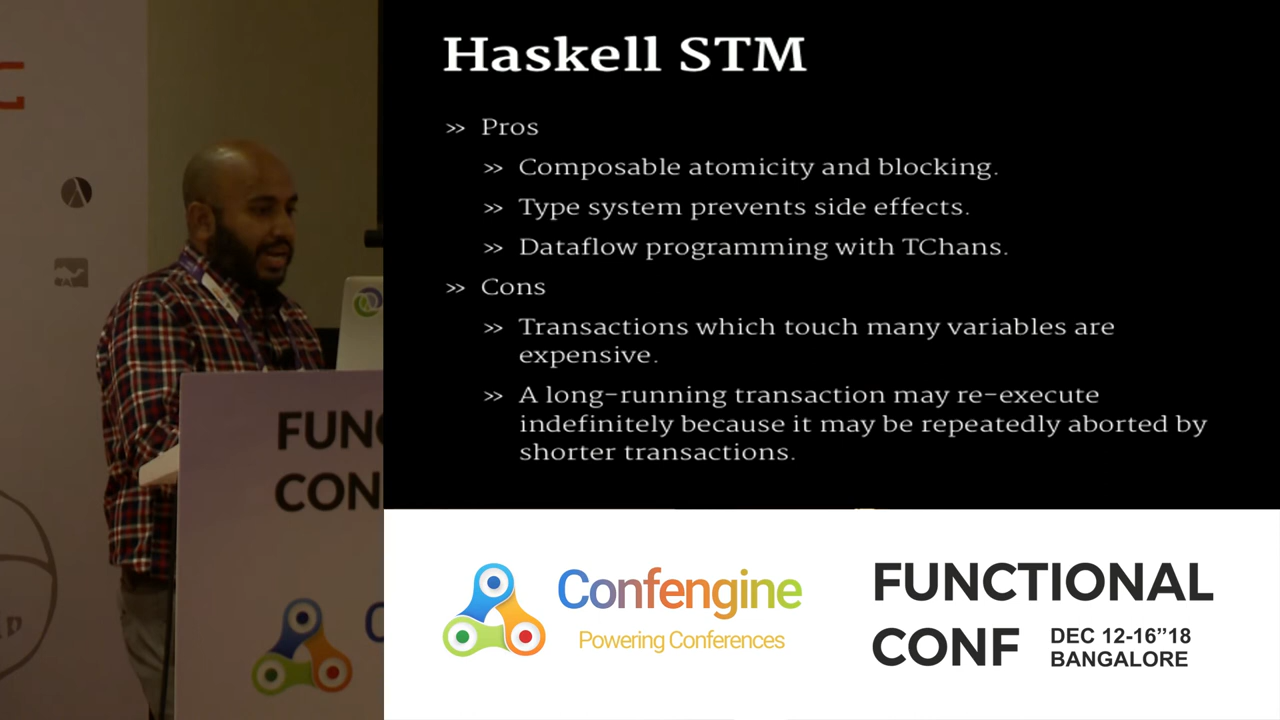 Haskell STM
>> Pros
>> Composable atomicity and blocking.
>> Type system prevents side effects.
>> Dataflow programming with TChans.
>> Cons
>> Transactions which touch many variables are
expensive.
>> A long-running transaction may re-execute
indefinitely because it may be repeatedly aborted by
shorter transactions.
FUNC
CON
C
Confengine
Powering Conferences
FUNCTIONAL
CONF
DEC 12-16"18
BANGALORE